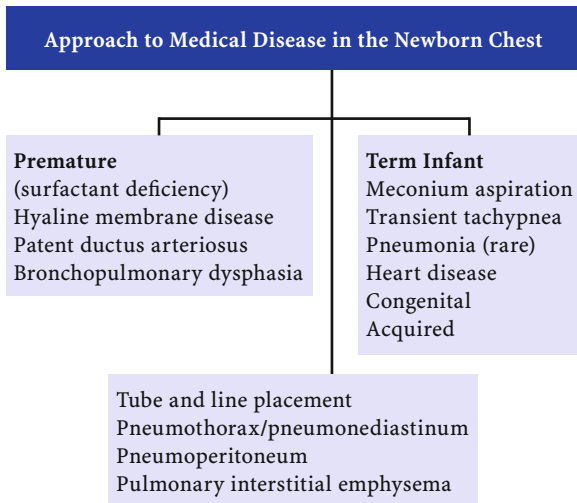 Approach to Medical Disease in the Newborn Chest
Premature
(surfactant deficiency)
Hyaline membrane disease
Patent ductus arteriosus
Bronchopulmonary dysphasia
Term Infant
Meconium aspiration
Transient tachypnea
Pneumonia (rare)
Heart disease
Congenital
Acquired
Tube and line placement
Pneumothorax/pneumonediastinum
Pneumoperitoneum
Pulmonary interstitial emphysema